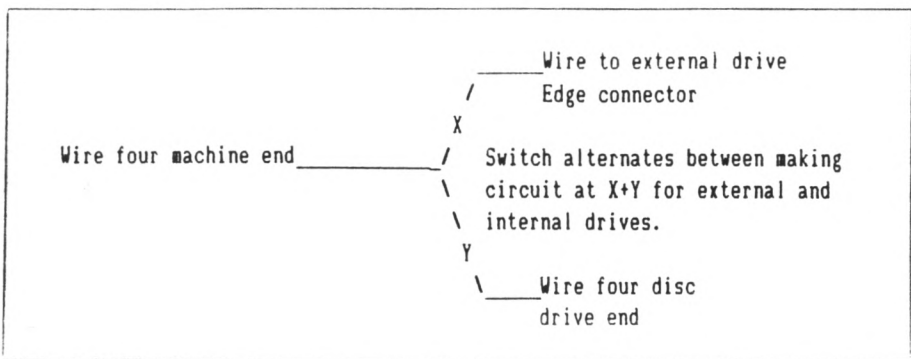 Wire to external drive
Edge connector
X
Wire four machine end
Switch alternates between making
circuit at X+Y for external and
internal drives.
Y
Wire four disc
drive end